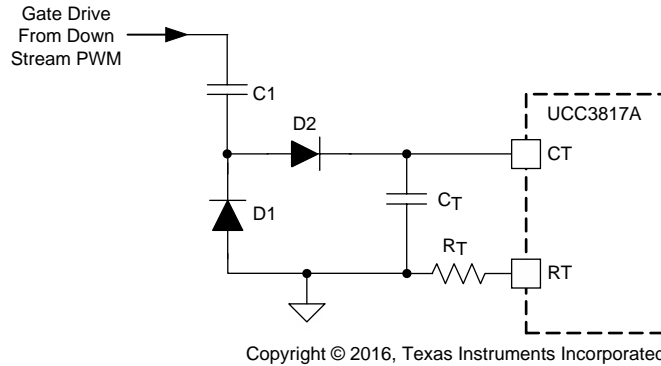 Gate Drive
From Down
Stream PWM
C1
D2
UCC3817A
CT
D1
CT
RT
RT
Copyright © 2016, Texas Instruments Incorporated